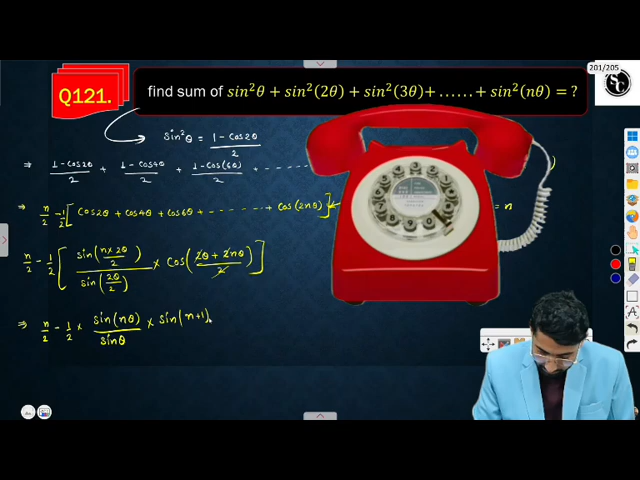 201/205
Q121.
find sum of sin²θ + sin²(2θ) + sin²(3θ)+ ......+ sin²(nθ) = ?
Sin²θ = (1-Cos2θ)/2
⇒ (1-Cos2θ)/2 + (1-Cos4θ)/2 + (1-Cos(6θ))/2 + ------ )
⇒ n/2 - 1/2 [ Cos2θ + Cos4θ + Cos6θ + ------- + Cos(2nθ) ] = n
n/2 - 1/2 [ sin(n×2θ/2) / sin(2θ/2) × Cos((2θ + 2nθ)/2) ]
⇒ n/2 - 1/2 × sin(nθ)/sinθ × sin(n+1)